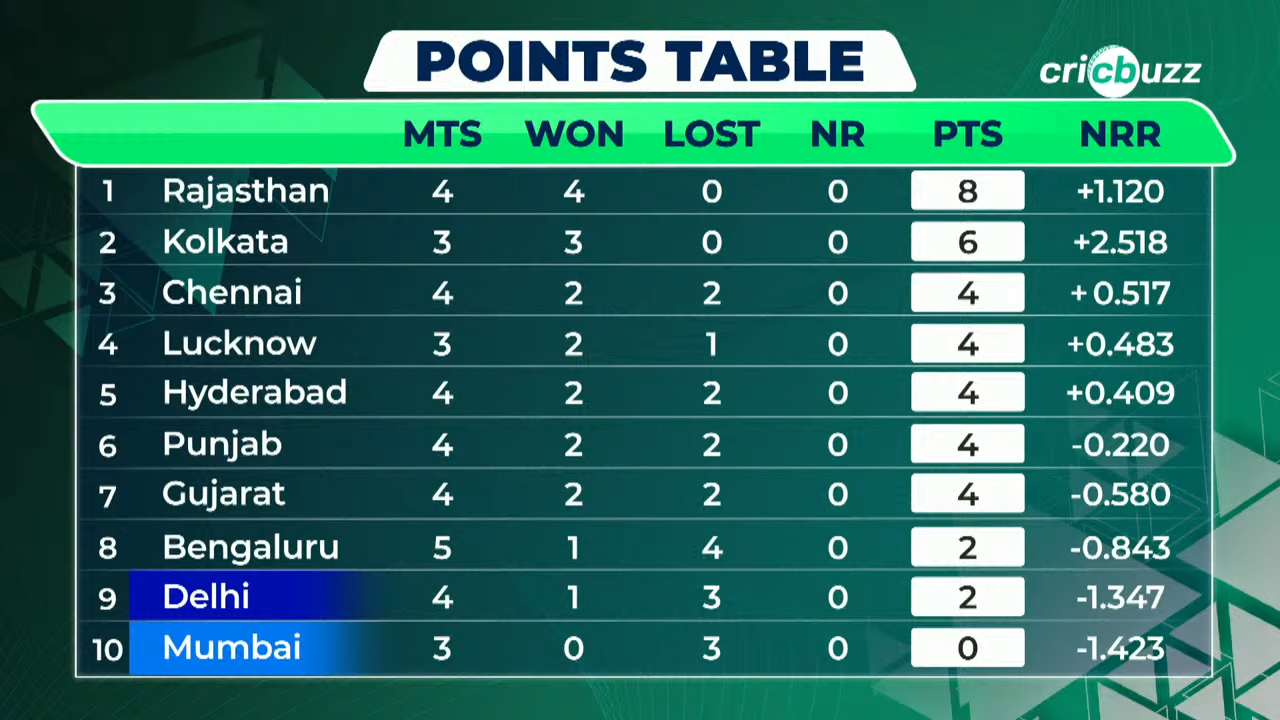 POINTS TABLE
cricbuzz
MTS WON LOST NR PTS NRR
1 Rajasthan 4 4 0 0 8 +1.120
2 Kolkata 3 3 0 0 6 +2.518
3 Chennai 4 2 2 0 4 + 0.517
4 Lucknow 3 2 1 0 4 +0.483
5 Hyderabad 4 2 2 0 4 +0.409
6 Punjab 4 2 2 0 4 -0.220
7 Gujarat 4 2 2 0 4 -0.580
8 Bengaluru 5 1 4 0 2 -0.843
9 Delhi 4 1 3 0 2 -1.347
10 Mumbai 3 0 3 0 0 -1.423